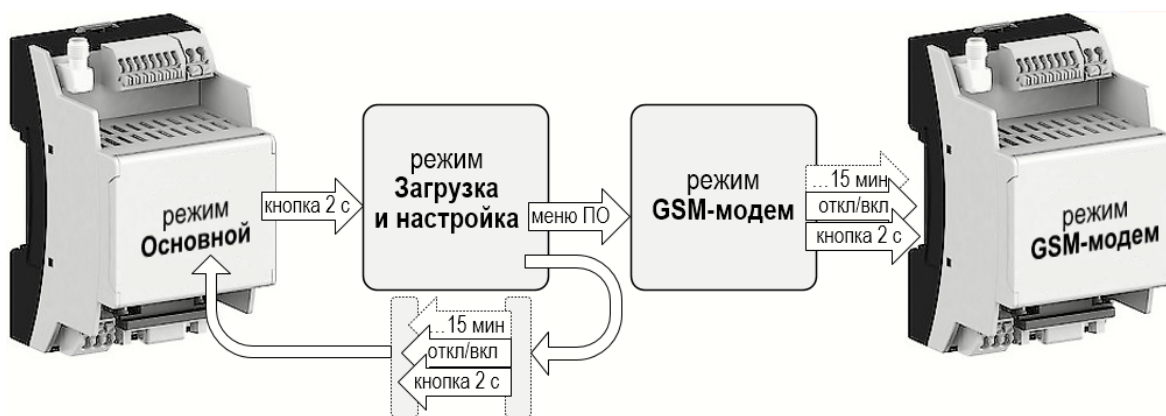 режим
Основной
кнопка 2 с
режим
Загрузка
и настройка
меню ПО
режим
GSM-модем
...15 мин
откл/вкл
кнопка 2 с
режим
GSM-модем
...15 мин
откл/вкл
кнопка 2 с